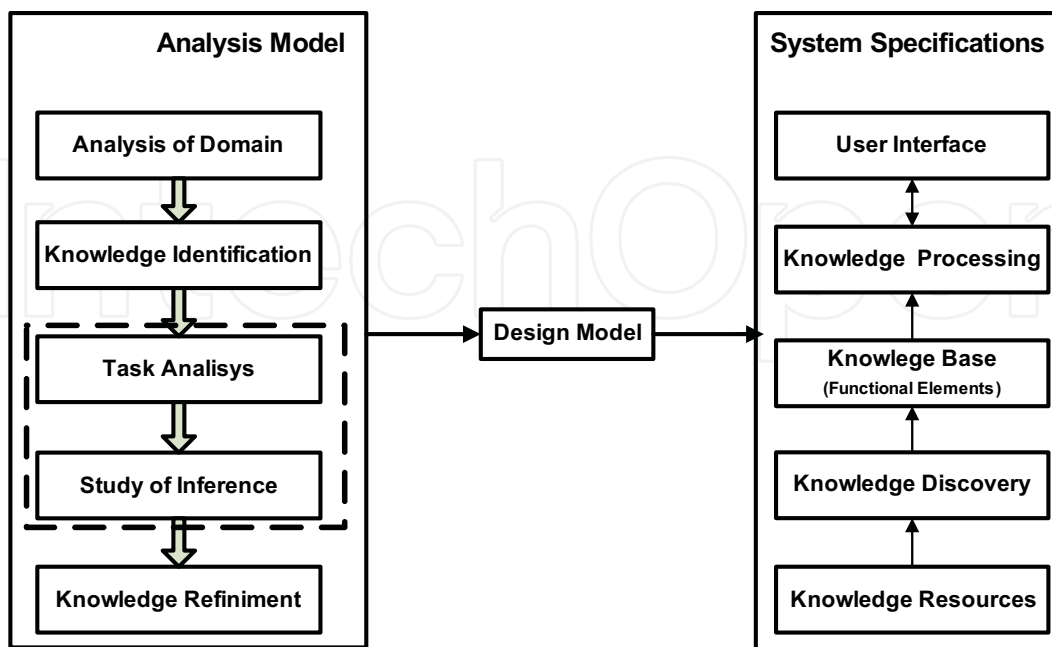 Analysis Model
Analysis of Domain
Knowledge Identification
Task Analisys
Study of Inference
Knowledge Refiniment
Design Model
System Specifications
User Interface
Knowledge Processing
Knowlege Base
(Functional Elements)
Knowledge Discovery
Knowledge Resources
IntechOpen